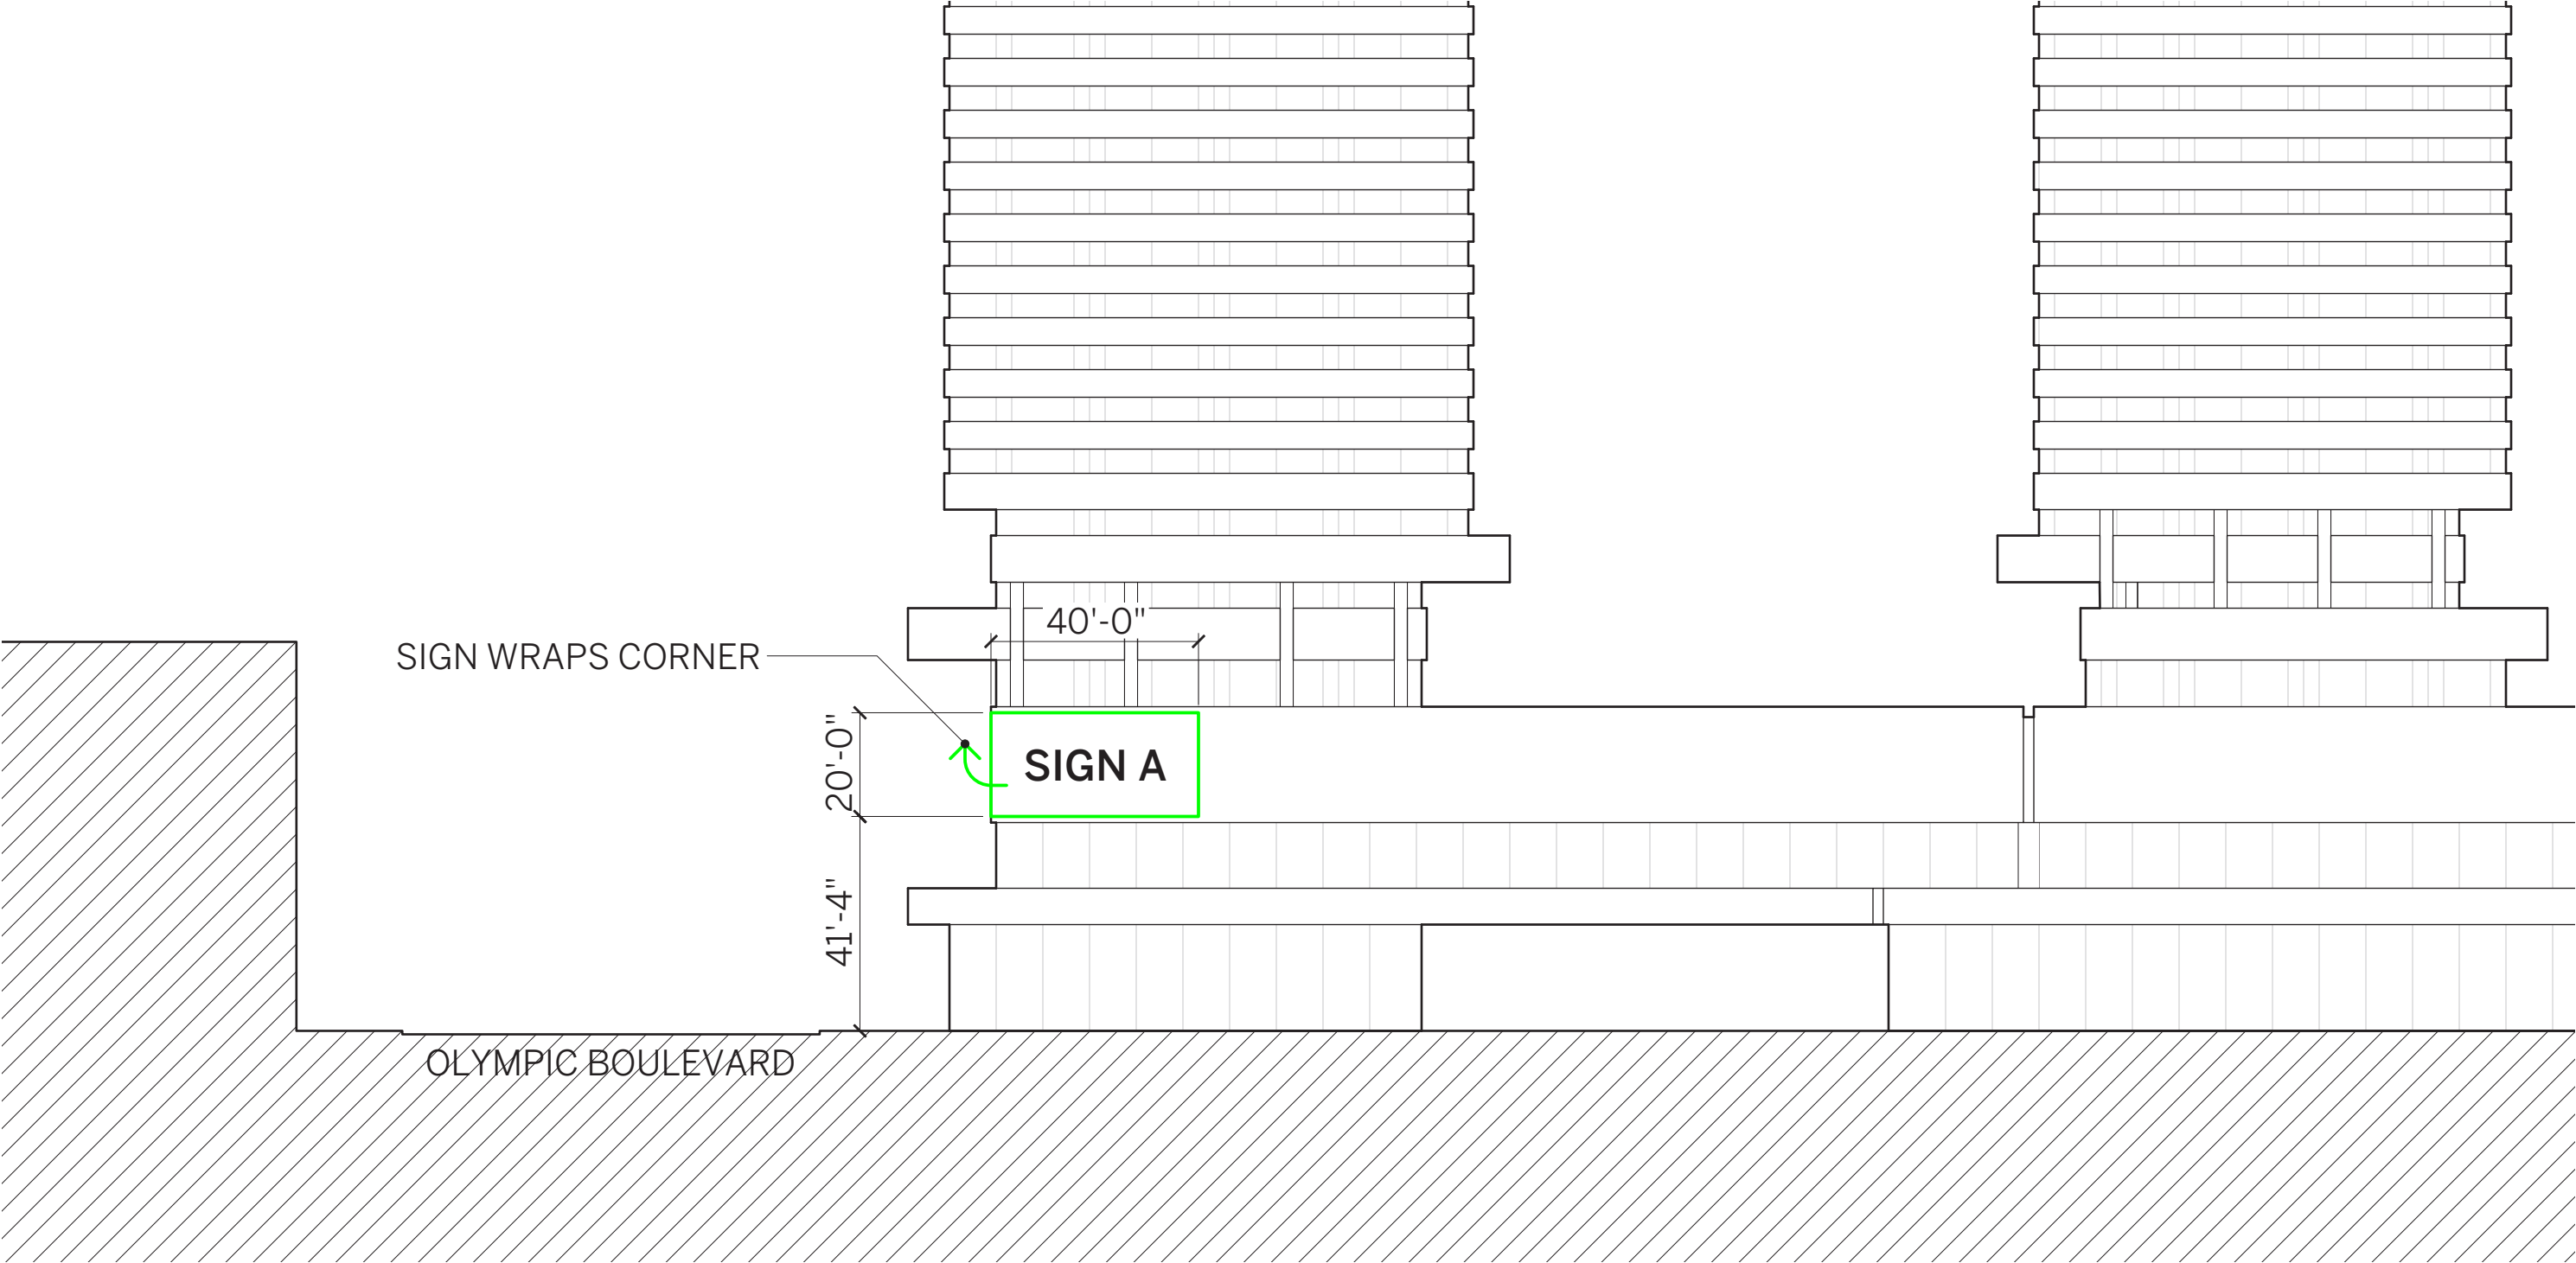 40'-0"
SIGN WRAPS CORNER
20'-0"
SIGN A
41'-4"
OLYMPIC BOULEVARD